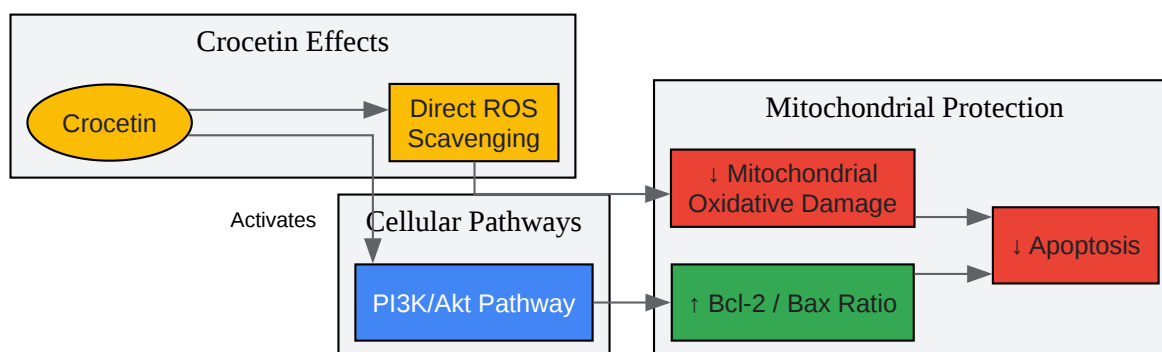 Crocetin Effects
Crocetin
Direct ROS
Scavenging
Mitochondrial Protection
↓ Mitochondrial
Oxidative Damage
Activates
Cellular Pathways
↓ Apoptosis
PI3K/Akt Pathway
↑ Bcl-2 / Bax Ratio